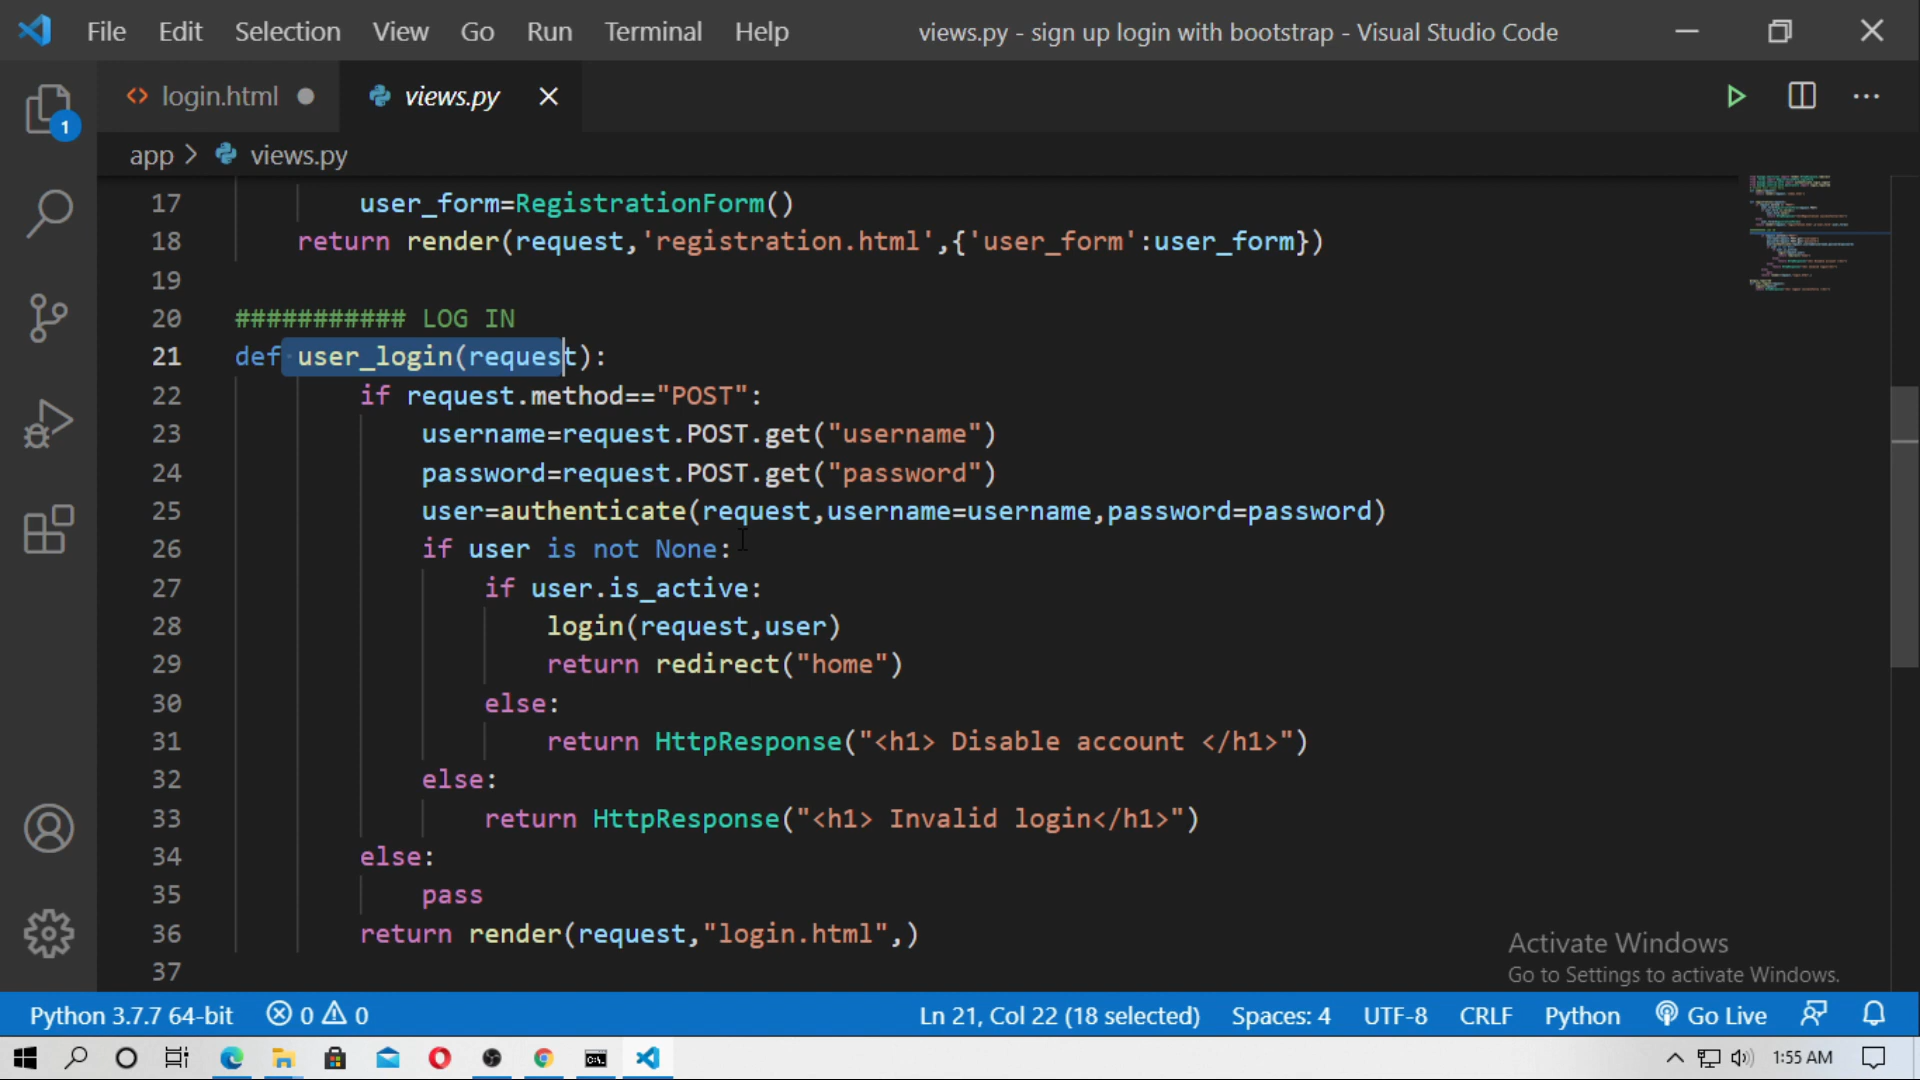 File Edit Selection View Go Run Terminal Help views.py - sign up login with bootstrap - Visual Studio Code
login.html views.py
app > views.py
1
17 user_form=RegistrationForm()
18 return render(request,'registration.html',{'user_form':user_form})
19
20 ########### LOG IN
21 def user_login(request):
22 if request.method=="POST":
23 username=request.POST.get("username")
24 password=request.POST.get("password")
25 user=authenticate(request,username=username,password=password)
26 if user is not None:
27 if user.is_active:
28 login(request,user)
29 return redirect("home")
30 else:
31 return HttpResponse("<h1> Disable account </h1>")
32 else:
33 return HttpResponse("<h1> Invalid login</h1>")
34 else:
35 pass
36 return render(request,"login.html",)
37
Activate Windows
Go to Settings to activate Windows.
Python 3.7.7 64-bit 0 0 Ln 21, Col 22 (18 selected) Spaces: 4 UTF-8 CRLF Python Go Live
1:55 AM